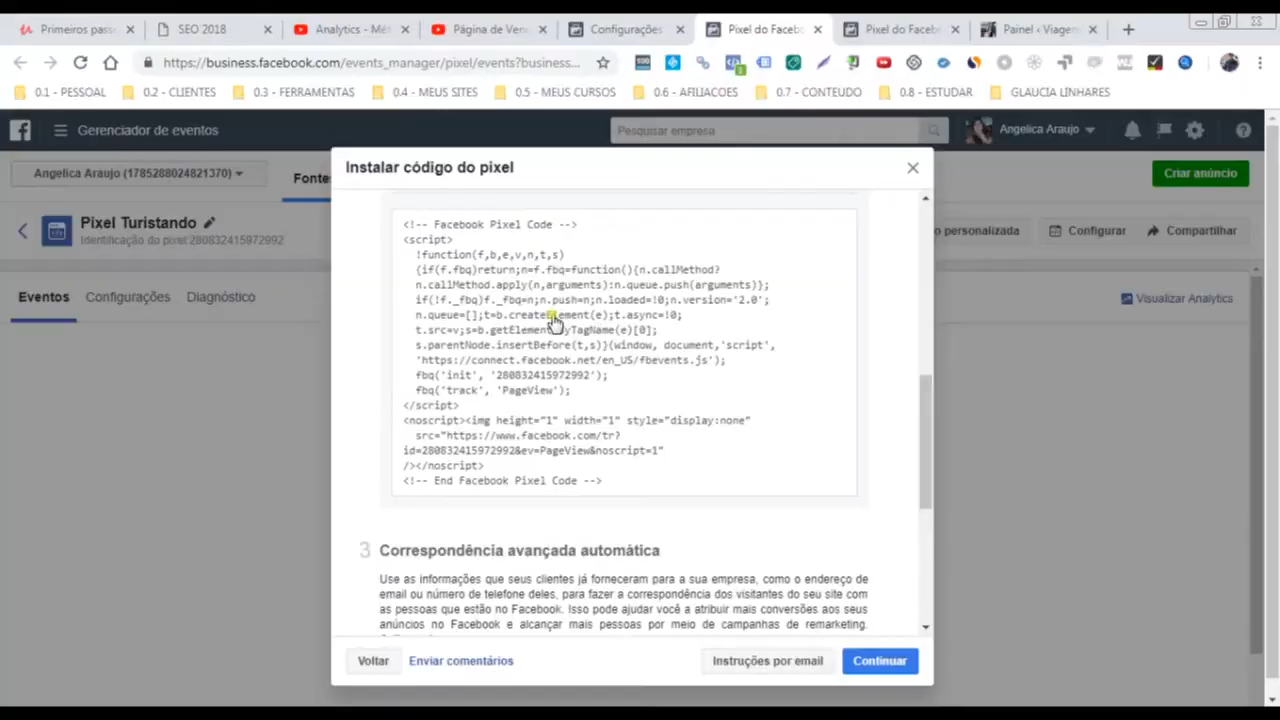 Primeiros pass
SEO 2018
Analytics - Mé
Página de Ven
Configurações
Pixel do Facebo
Pixel do Faceb
Painel ‹ Viagen
https://business.facebook.com/events_manager/pixel/events?business...
0.1 - PESSOAL
0.2 - CLIENTES
0.3 - FERRAMENTAS
0.4 - MEUS SITES
0.5 - MEUS CURSOS
0.6 - AFILIACOES
0.7 - CONTEUDO
0.8 - ESTUDAR
GLAUCIA LINHARES
Gerenciador de eventos
Pesquisar empresa
Angelica Araujo
Angelica Araujo (1785288024821370)
Fonte
Criar anúncio
Pixel Turistando
Identificação do pixel:280832415972992
o personalizada
Configurar
Compartilhar
Eventos
Configurações
Diagnóstico
Visualizar Analytics
Instalar código do pixel
<!-- Facebook Pixel Code -->
<script>
!function(f,b,e,v,n,t,s)
{if(f.fbq)return;n=f.fbq=function(){n.callMethod?
n.callMethod.apply(n,arguments):n.queue.push(arguments)};
if(!f._fbq)f._fbq=n;n.push=n;n.loaded=!0;n.version='2.0';
n.queue=[];t=b.createElement(e);t.async=!0;
t.src=v;s=b.getElementsByTagName(e)[0];
s.parentNode.insertBefore(t,s)}(window, document,'script',
'https://connect.facebook.net/en_US/fbevents.js');
fbq('init', '280832415972992');
fbq('track', 'PageView');
</script>
<noscript><img height="1" width="1" style="display:none"
src="https://www.facebook.com/tr?
id=280832415972992&ev=PageView&noscript=1"
/></noscript>
<!-- End Facebook Pixel Code -->
3 Correspondência avançada automática
Use as informações que seus clientes já forneceram para a sua empresa, como o endereço de
email ou número de telefone deles, para fazer a correspondência dos visitantes do seu site com
as pessoas que estão no Facebook. Isso pode ajudar você a atribuir mais conversões aos seus
anúncios no Facebook e alcançar mais pessoas por meio de campanhas de remarketing.
Voltar
Enviar comentários
Instruções por email
Continuar